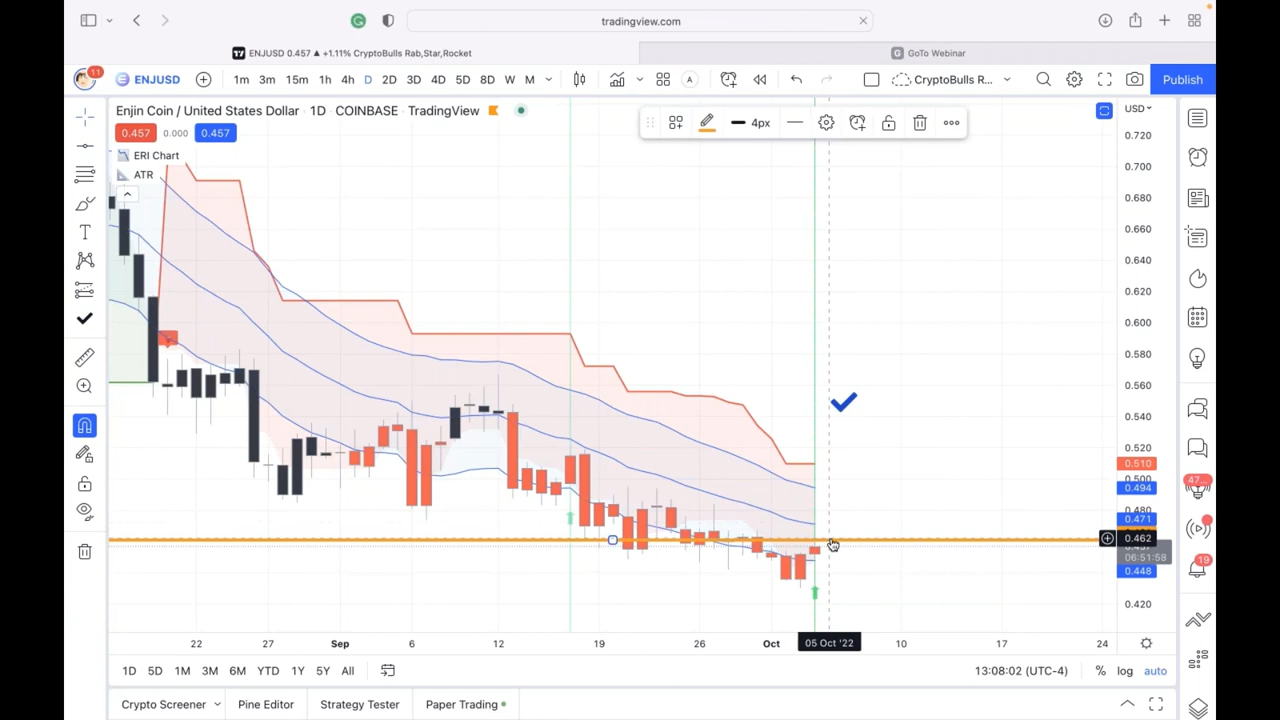 tradingview.com
ENJUSD 0.457 ▲ +1.11% CryptoBulls Rab,Star,Rocket
GoTo Webinar
11
ENJUSD
1m 3m 15m 1h 4h D 2D 3D 4D 5D 8D W M
CryptoBulls R...
Publish
Enjin Coin / United States Dollar · 1D · COINBASE · TradingView
USD
0.457 0.000 0.457
4px
ERI Chart
ATR
0.720
0.700
0.680
0.660
0.640
0.620
0.600
0.580
0.560
0.540
0.520
0.510
0.500
0.494
0.480
0.471
0.462
06:51:58
0.448
0.420
47...
19
22 27 Sep 6 12 19 26 Oct 05 Oct '22 10 17 24
1D 5D 1M 3M 6M YTD 1Y 5Y All
13:08:02 (UTC-4) % log auto
Crypto Screener Pine Editor Strategy Tester Paper Trading